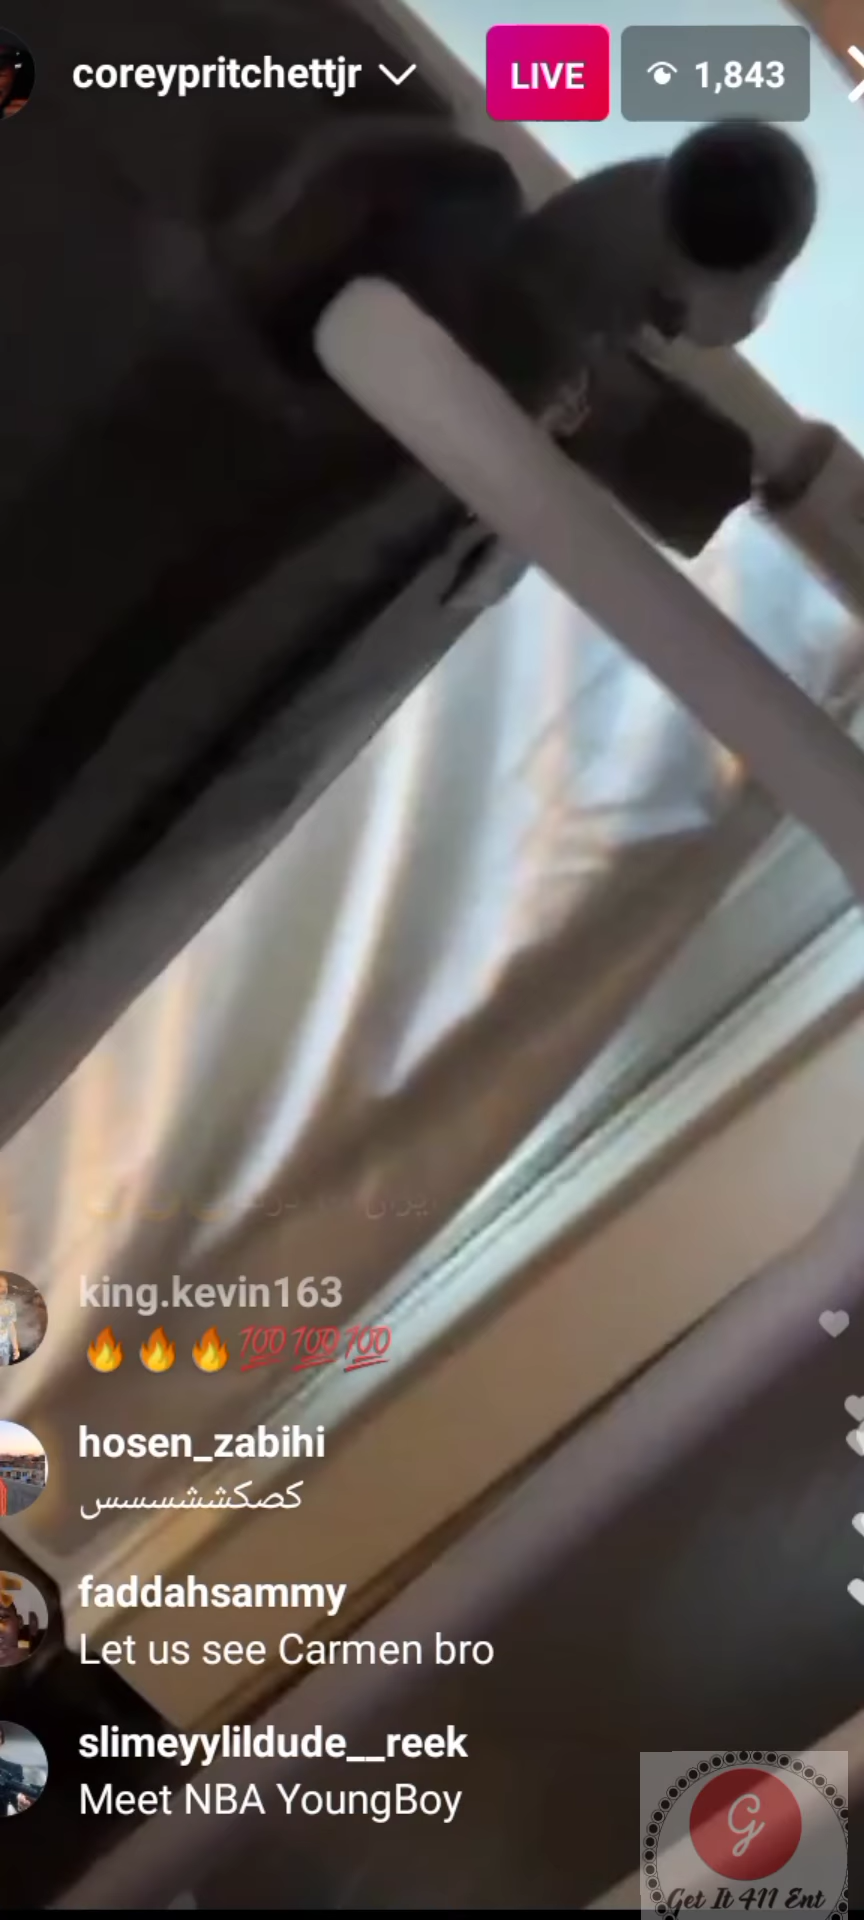 coreypritchettjr
LIVE
1,843
king.kevin163
🔥🔥🔥💯💯💯
hosen_zabihi
کصکششسسس
faddahsammy
Let us see Carmen bro
slimeyylildude__reek
Meet NBA YoungBoy
G
Get It 411 Ent